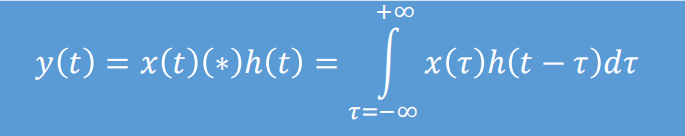 y(t) = x(t)(∗)h(t) = ∫_{τ=−∞}^{+∞} x(τ)h(t − τ)dτ